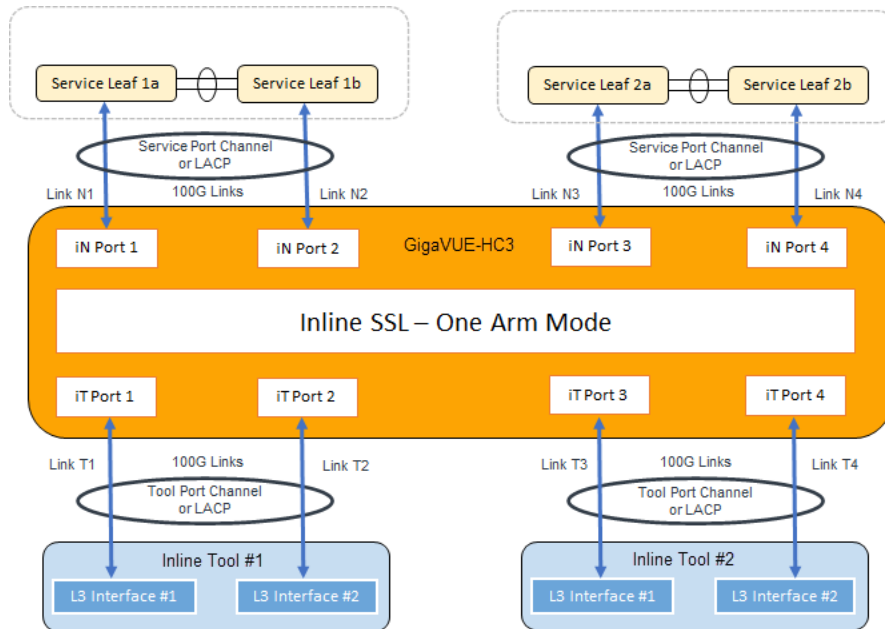 Service Leaf 1a
Service Leaf 1b
Service Leaf 2a
Service Leaf 2b
Service Port Channel
or LACP
Service Port Channel
or LACP
Link N1
100G Links
Link N2
Link N3
100G Links
Link N4
iN Port 1
iN Port 2
GigaVUE-HC3
iN Port 3
iN Port 4
Inline SSL – One Arm Mode
iT Port 1
iT Port 2
iT Port 3
iT Port 4
Link T1
100G Links
Link T2
Link T3
100G Links
Link T4
Tool Port Channel
or LACP
Tool Port Channel
or LACP
Inline Tool #1
Inline Tool #2
L3 Interface #1
L3 Interface #2
L3 Interface #1
L3 Interface #2